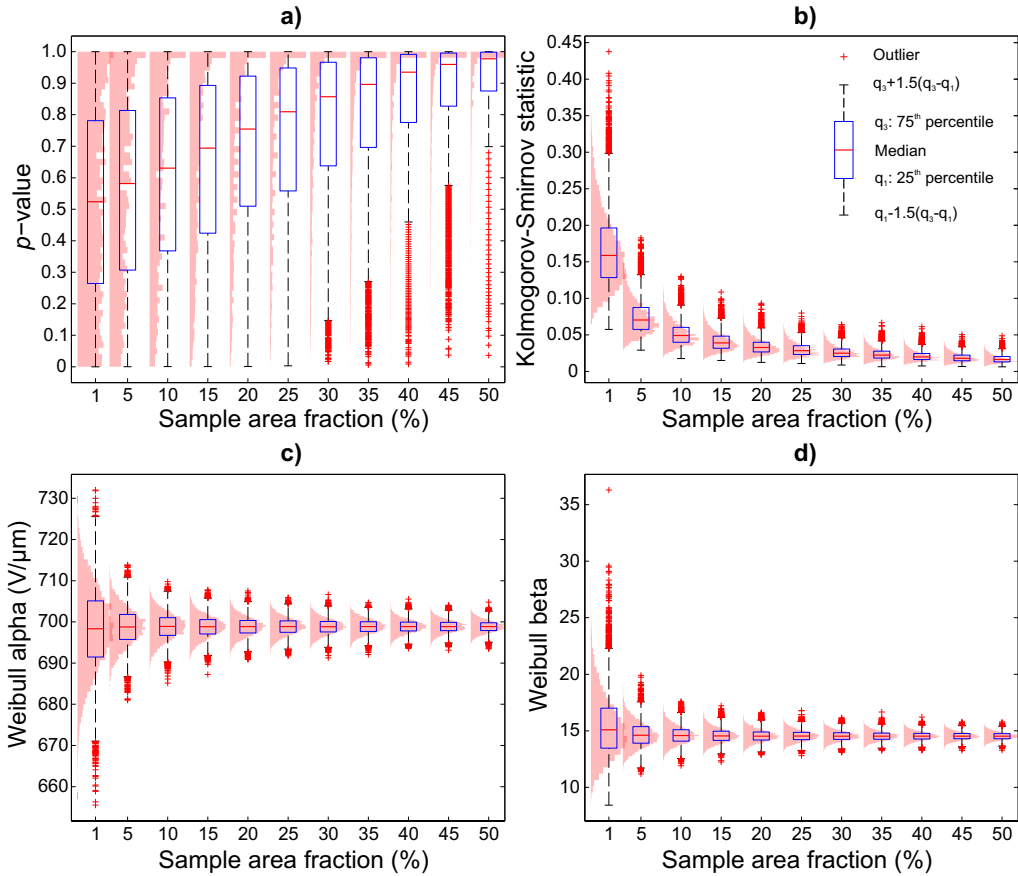 a)
1.0
0.9
0.8
0.7
0.6
0.5
0.4
0.3
0.2
0.1
0
p-value
1 5 10 15 20 25 30 35 40 45 50
Sample area fraction (%)
b)
0.45
0.40
0.35
0.30
0.25
0.20
0.15
0.10
0.05
0
Kolmogorov-Smirnov statistic
Outlier
q3+1.5(q3-q1)
q3: 75th percentile
Median
q1: 25th percentile
q1-1.5(q3-q1)
1 5 10 15 20 25 30 35 40 45 50
Sample area fraction (%)
c)
730
720
710
700
690
680
670
660
Weibull alpha (V/μm)
1 5 10 15 20 25 30 35 40 45 50
Sample area fraction (%)
d)
35
30
25
20
15
10
Weibull beta
1 5 10 15 20 25 30 35 40 45 50
Sample area fraction (%)